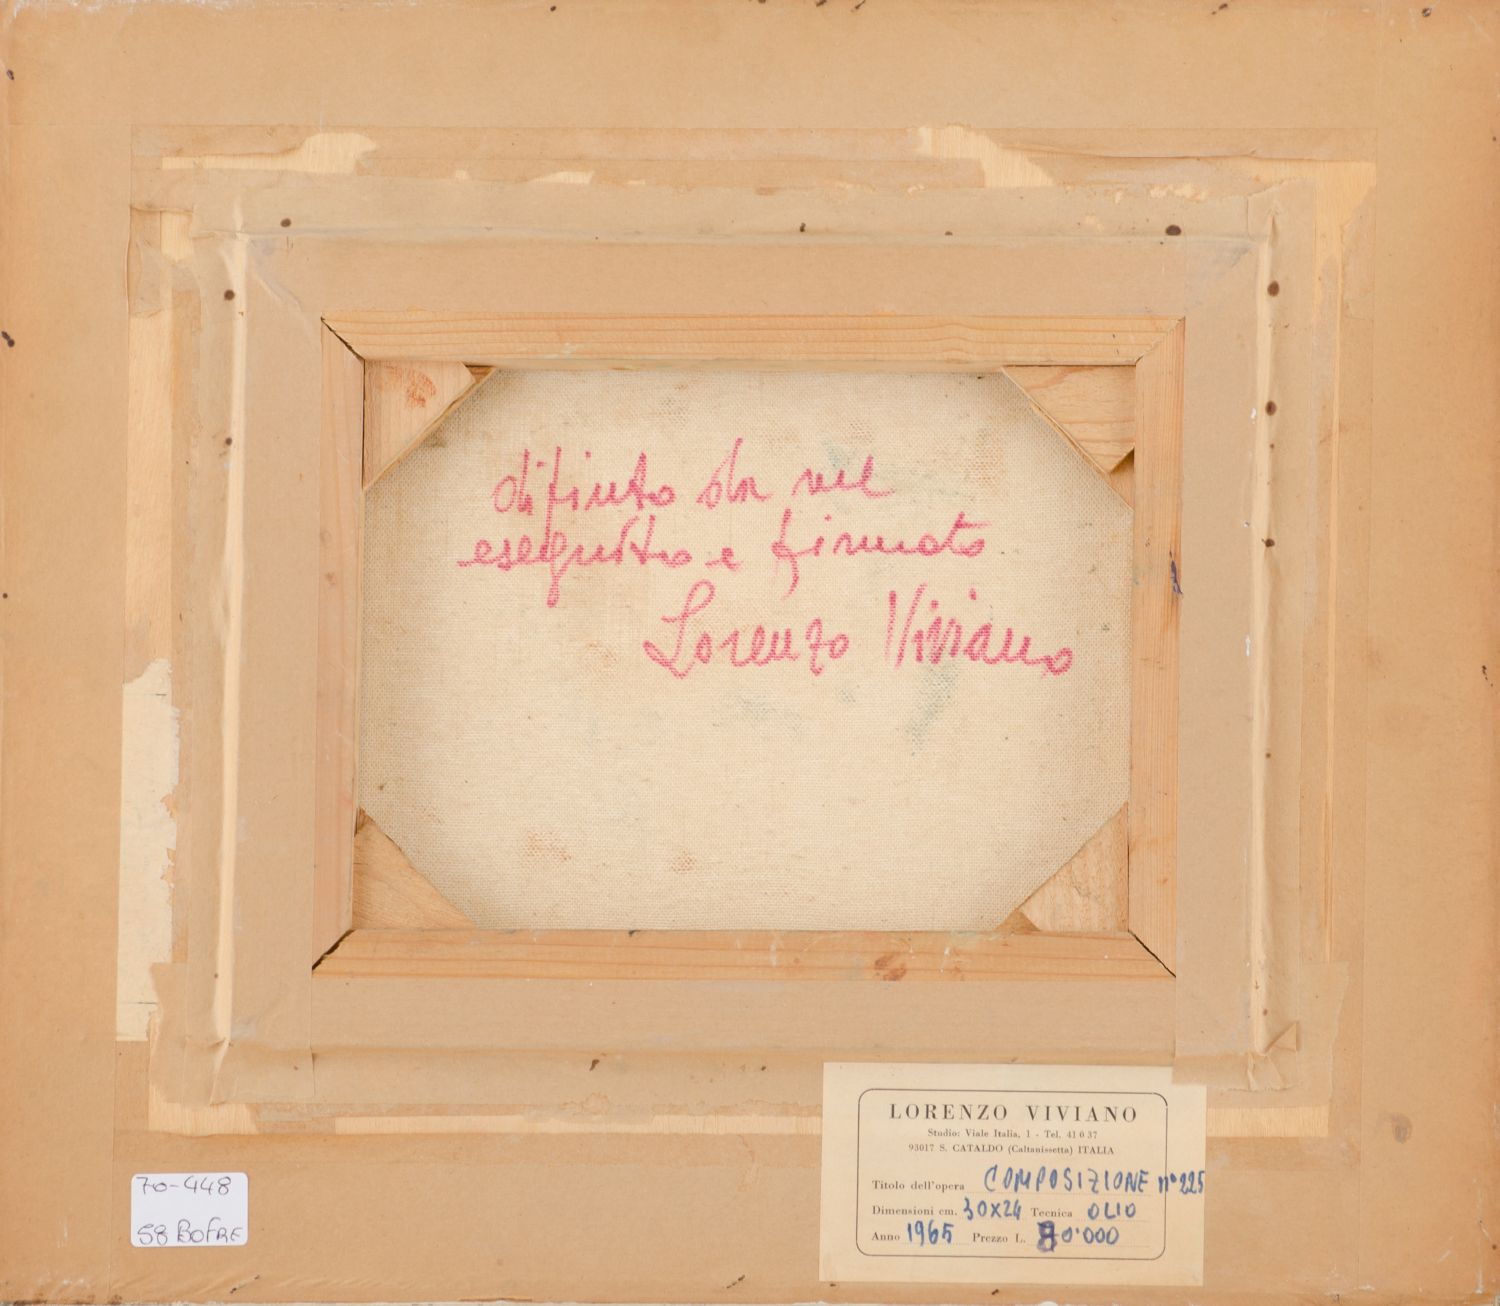 difinto da me
eseguito e firmato
Lorenzo Viviano
LORENZO VIVIANO
Studio: Viale Italia, 1 - Tel. 41 0 37
93017 S. CATALDO (Caltanissetta) ITALIA
Titolo dell'opera COMPOSIZIONE n° 225
Dimensioni cm. 30x24 Tecnica OLIO
Anno 1965 Prezzo L. 80.000
70-448
58 BOFRE